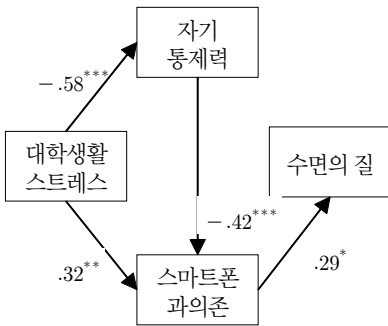 자기
통제력
－.58***
대학생활
스트레스
수면의 질
－.42***
.32**
스마트폰
과의존
.29*